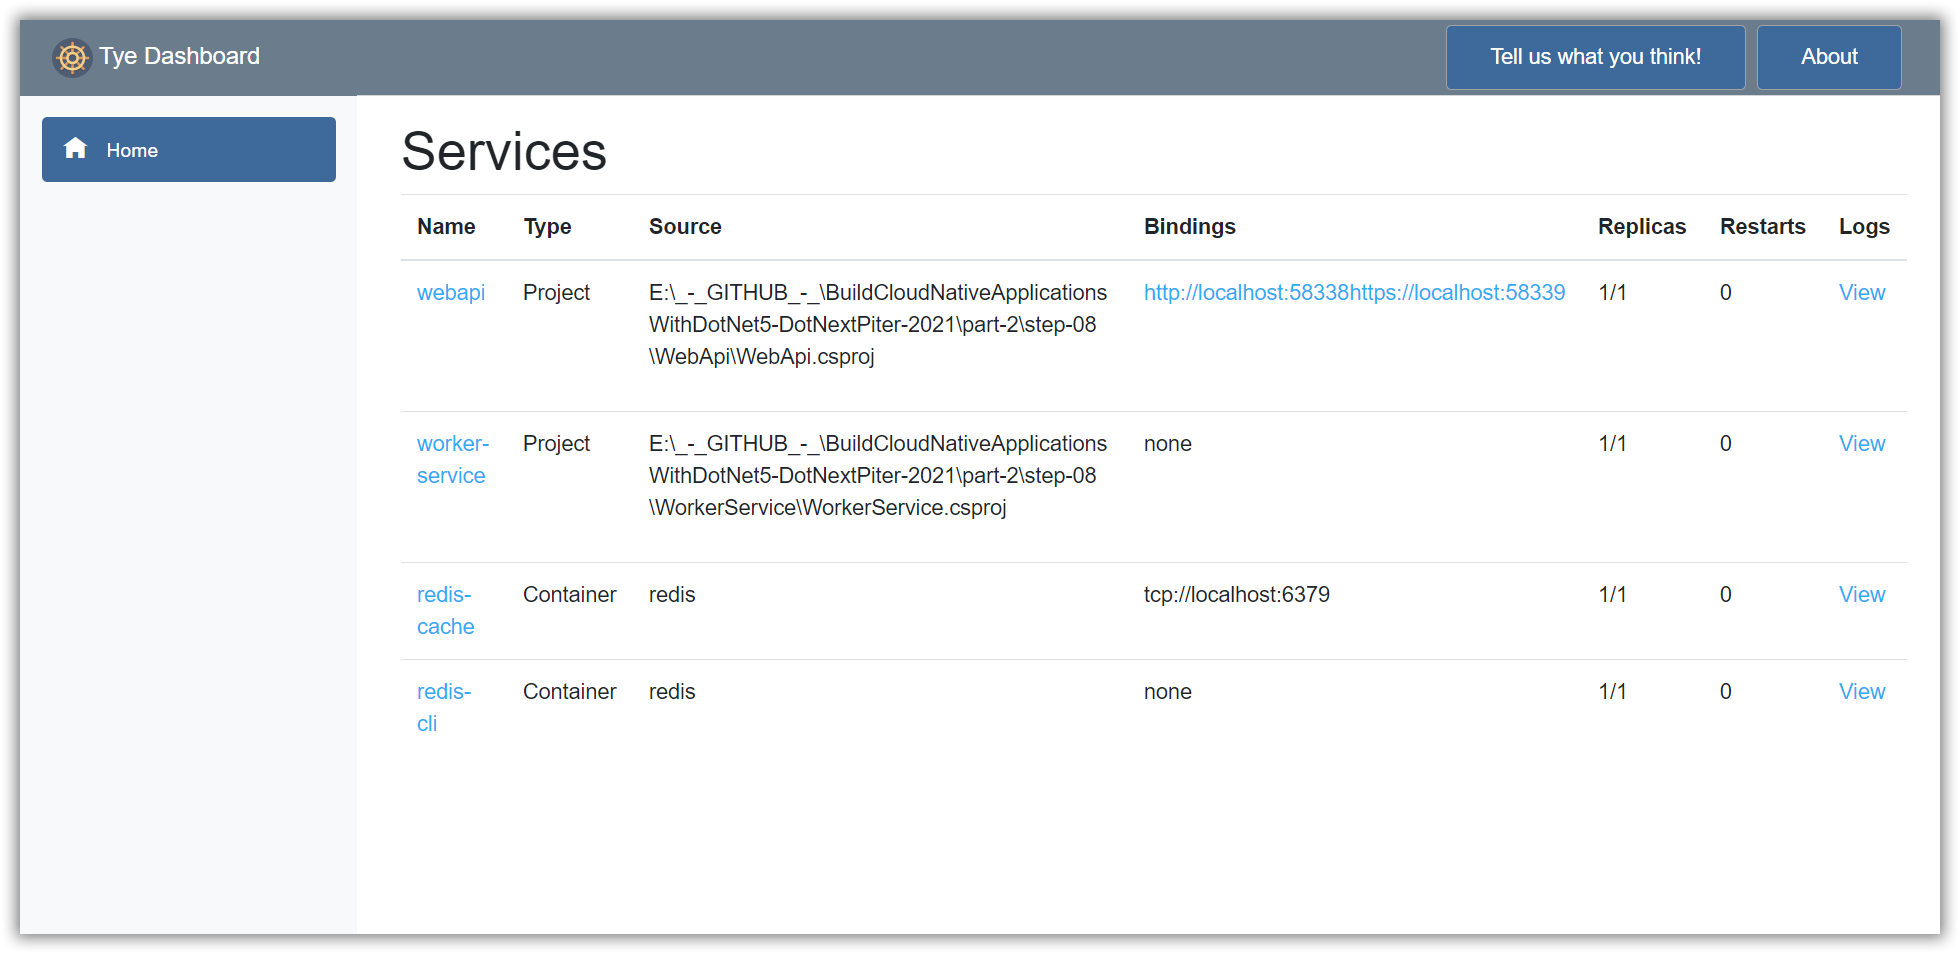 Tye Dashboard
Tell us what you think!
About
Home
Services
Name Type Source Bindings Replicas Restarts Logs
webapi Project E:\_-_GITHUB_-_\BuildCloudNativeApplications http://localhost:58338https://localhost:58339 1/1 0 View
WithDotNet5-DotNextPiter-2021\part-2\step-08
\WebApi\WebApi.csproj
worker- Project E:\_-_GITHUB_-_\BuildCloudNativeApplications none 1/1 0 View
service WithDotNet5-DotNextPiter-2021\part-2\step-08
\WorkerService\WorkerService.csproj
redis- Container redis tcp://localhost:6379 1/1 0 View
cache
redis- Container redis none 1/1 0 View
cli